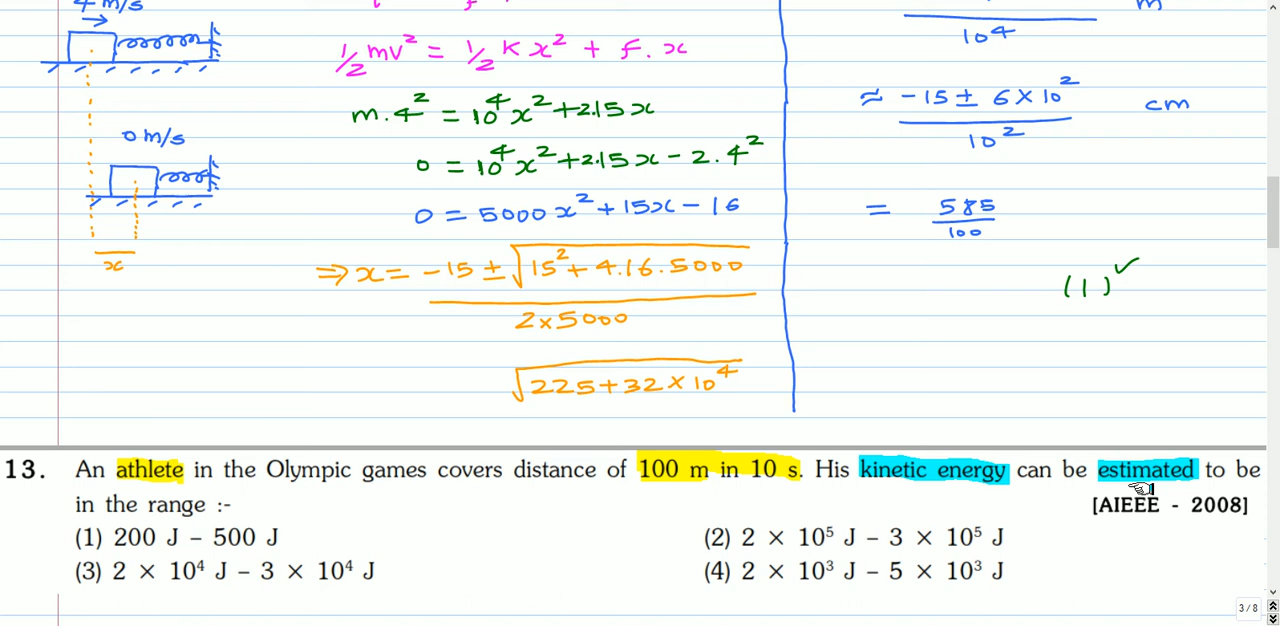 4 m/s
½mv² = ½Kx² + f.x
m.4² = 10⁴x² + 2.15x
0 m/s
0 = 10⁴x² + 2.15x − 2.4²
0 = 5000x² + 15x − 16
x
⇒ x = −15 ± √15² + 4.16.5000
2×5000
√225 + 32×10⁴
m
10⁴
≈ −15 ± 6×10² cm
10²
= 585
100
(1) ✓
13. An athlete in the Olympic games covers distance of 100 m in 10 s. His kinetic energy can be estimated to be
in the range :- [AIEEE - 2008]
(1) 200 J – 500 J (2) 2 × 10⁵ J – 3 × 10⁵ J
(3) 2 × 10⁴ J – 3 × 10⁴ J (4) 2 × 10³ J – 5 × 10³ J
3 / 8